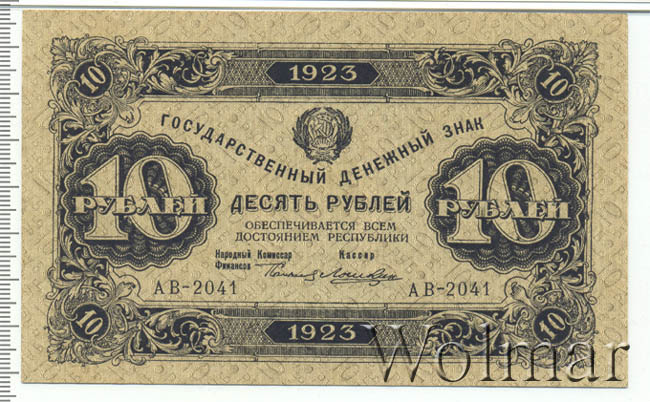 10 1923 10
ГОСУДАРСТВЕННЫЙ ДЕНЕЖНЫЙ ЗНАК
10 РУБЛЕЙ
10 РУБЛЕЙ
ДЕСЯТЬ РУБЛЕЙ
ОБЕСПЕЧИВАЕТСЯ ВСЕМ
ДОСТОЯНИЕМ РЕСПУБЛИКИ
Народный Комиссар Кассир
Финансов
АВ-2041 АВ-2041
10 1923 10
Wolmar